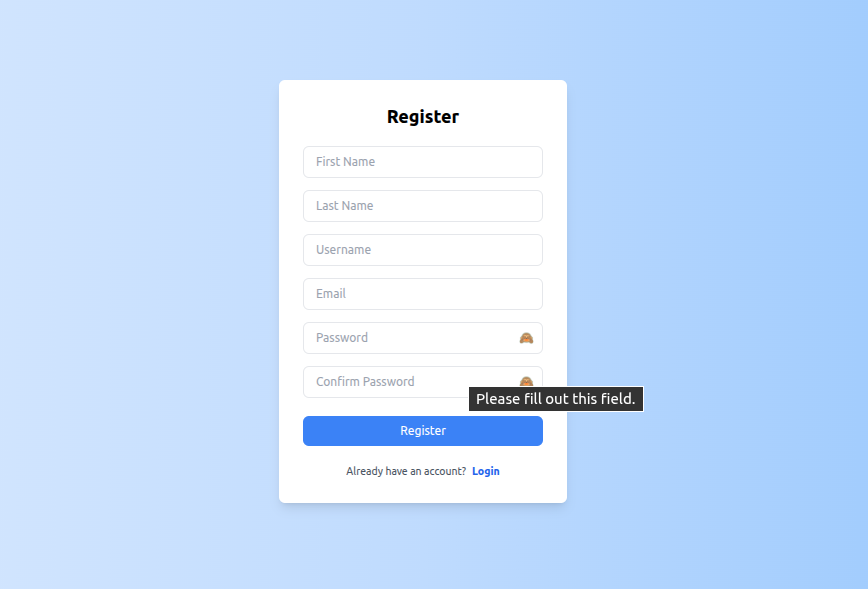 Register
First Name
Last Name
Username
Email
Password
Confirm Password
Please fill out this field.
Register
Already have an account? Login